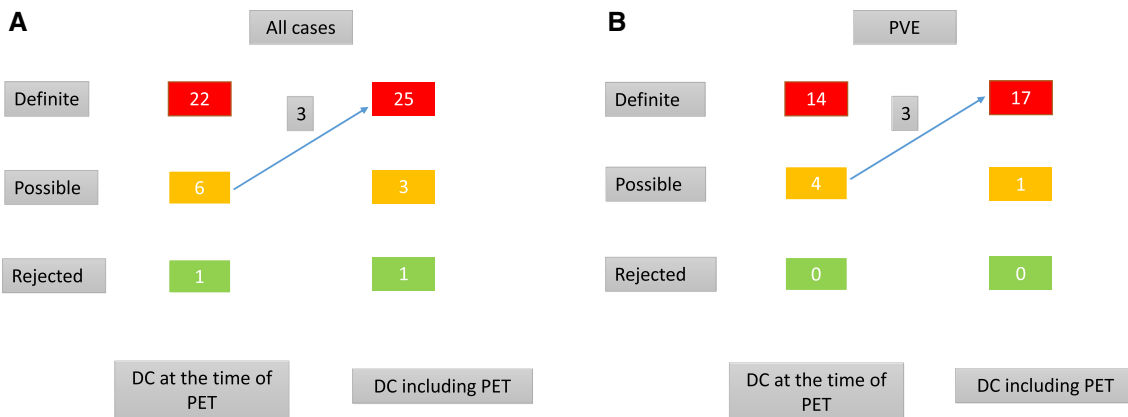 A
All cases
Definite
22
3
25
Possible
6
3
Rejected
1
1
DC at the time of
PET
DC including PET
B
PVE
Definite
14
3
17
Possible
4
1
Rejected
0
0
DC at the time of
PET
DC including PET